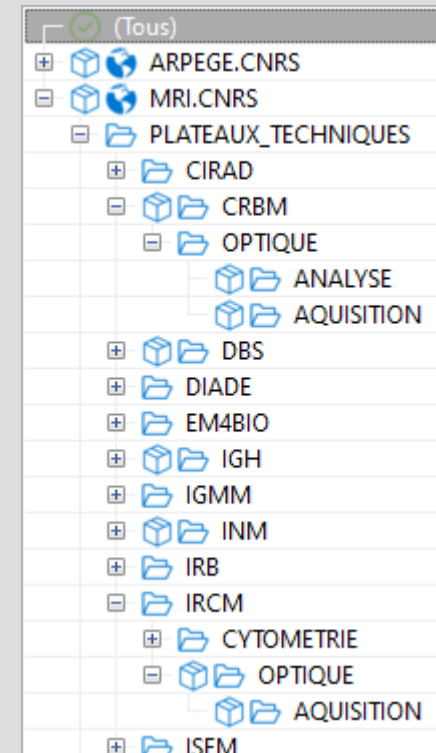 (Tous)
ARPEGE.CNRS
MRI.CNRS
PLATEAUX_TECHNIQUES
CIRAD
CRBM
OPTIQUE
ANALYSE
AQUISITION
DBS
DIADE
EM4BIO
IGH
IGMM
INM
IRB
IRCM
CYTOMETRIE
OPTIQUE
AQUISITION
ISEM